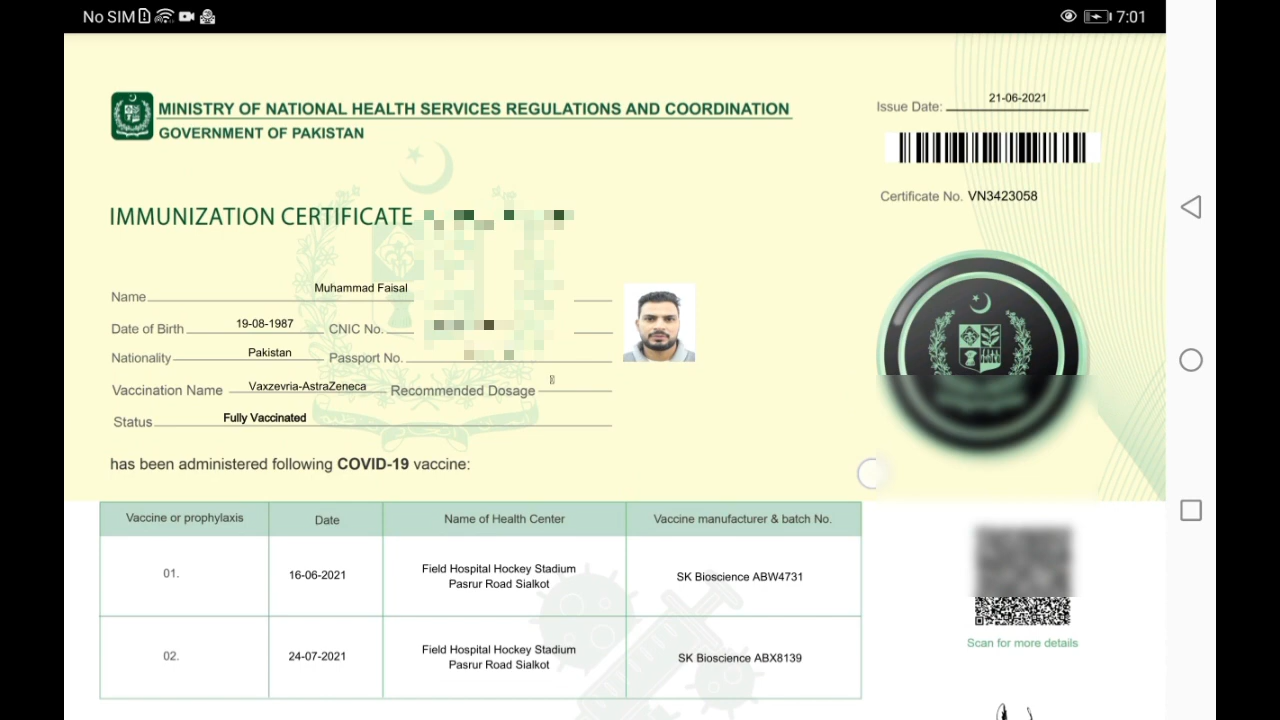 No SIM 7:01
MINISTRY OF NATIONAL HEALTH SERVICES REGULATIONS AND COORDINATION
GOVERNMENT OF PAKISTAN
Issue Date: 21-06-2021
Certificate No. VN3423058
IMMUNIZATION CERTIFICATE
Name Muhammad Faisal
Date of Birth 19-08-1987 CNIC No.
Nationality Pakistan Passport No.
Vaccination Name Vaxzevria-AstraZeneca Recommended Dosage
Status Fully Vaccinated
has been administered following COVID-19 vaccine:
Vaccine or prophylaxis Date Name of Health Center Vaccine manufacturer & batch No.
01. 16-06-2021 Field Hospital Hockey Stadium SK Bioscience ABW4731
Pasrur Road Sialkot
02. 24-07-2021 Field Hospital Hockey Stadium SK Bioscience ABX8139
Pasrur Road Sialkot
Scan for more details